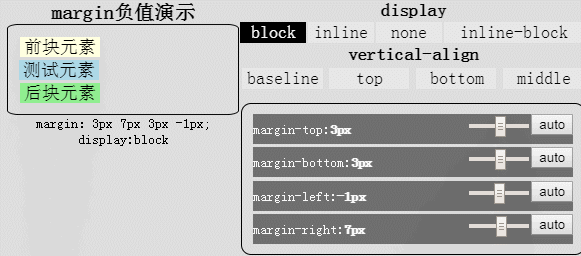 margin负值演示
前块元素
测试元素
后块元素
margin: 3px 7px 3px -1px;
display:block
display
block inline none inline-block
vertical-align
baseline top bottom middle
margin-top:3px auto
margin-bottom:3px auto
margin-left:-1px auto
margin-right:7px auto